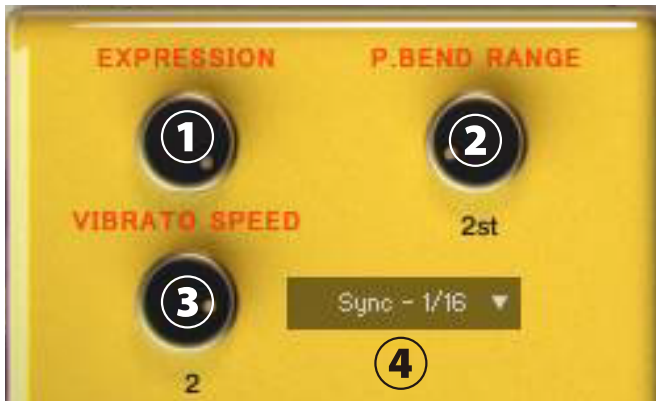 EXPRESSION P.BEND RANGE
1 2
VIBRATO SPEED 2st
3 Sync - 1/16 ▼
2 4